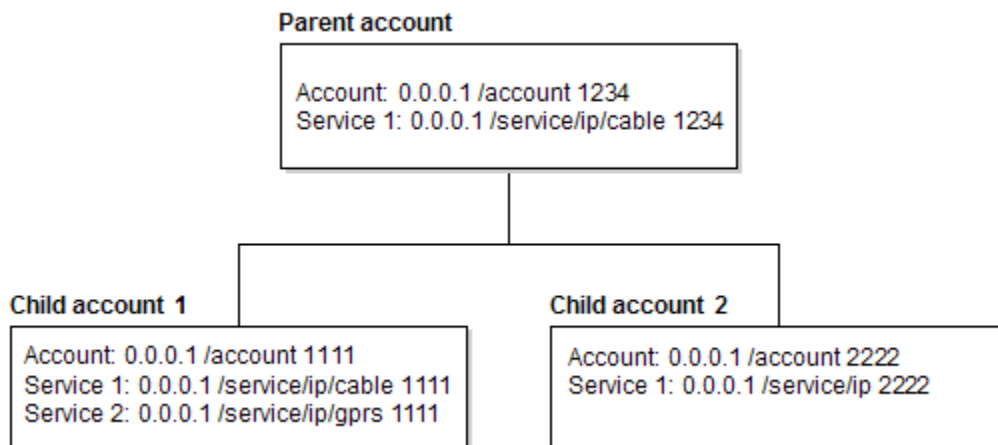 Parent account
Account: 0.0.0.1 /account 1234
Service 1: 0.0.0.1 /service/ip/cable 1234
Child account 1
Account: 0.0.0.1 /account 1111
Service 1: 0.0.0.1 /service/ip/cable 1111
Service 2: 0.0.0.1 /service/ip/gprs 1111
Child account 2
Account: 0.0.0.1 /account 2222
Service 1: 0.0.0.1 /service/ip 2222